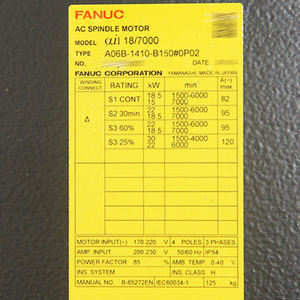 FANUC
AC SPINDLE MOTOR
MODEL αiI 18/7000
TYPE A06B-1410-B150#0P02
NO.
FANUC CORPORATION YAMANASHI, MADE IN JAPAN
WINDING CONNECT. RATING kW min A(~) max
Δ
S1 CONT 18.5 1500-6000 82
15 7000
S2 30min 22 1500-6000 95
18.5 7000
S3 60% 22 1500-6000 95
18.5 7000
S3 25% 30 1500-4000 120
22 6000
MOTOR INPUT(~) 170-220 V 4 POLES 3 PHASES
AMP. INPUT 200-230 V 50/60 Hz IP54
POWER FACTOR 85 % AMB TEMP 0-40 °C
INS. SYSTEM INS. CLASS H
MANUAL NO. B-65272EN IEC60034-1 125 kg